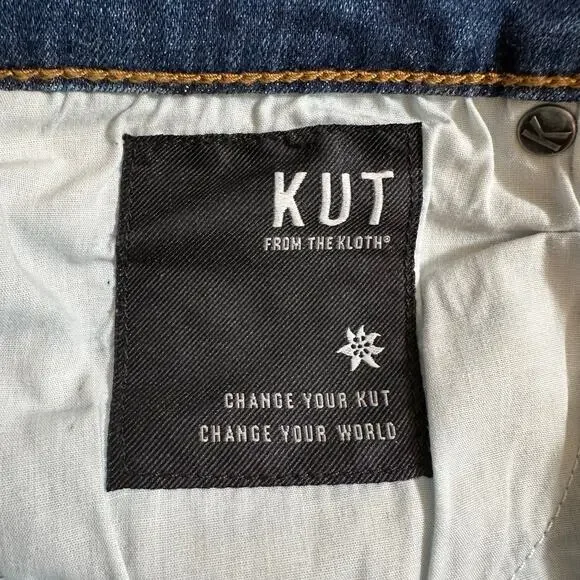 KUT
FROM THE KLOTH®
CHANGE YOUR KUT
CHANGE YOUR WORLD
K